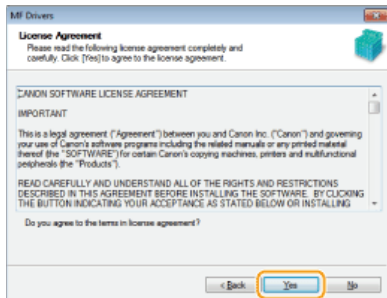 MF Drivers
License Agreement
Please read the following license agreement completely and
carefully. Click [Yes] to agree to the license agreement.
CANON SOFTWARE LICENSE AGREEMENT
IMPORTANT
This is a legal agreement ("Agreement") between you and Canon Inc. ("Canon") and governing
your use of Canon's software programs including the related manuals or any printed material
thereof (the "SOFTWARE") for certain Canon's copying machines, printers and multifunctional
peripherals (the "Products").
READ CAREFULLY AND UNDERSTAND ALL OF THE RIGHTS AND RESTRICTIONS
DESCRIBED IN THIS AGREEMENT BEFORE INSTALLING THE SOFTWARE. BY CLICKING
THE BUTTON INDICATING YOUR ACCEPTANCE AS STATED BELOW OR INSTALLING
Do you agree to the terms in license agreement?
< Back
Yes
No